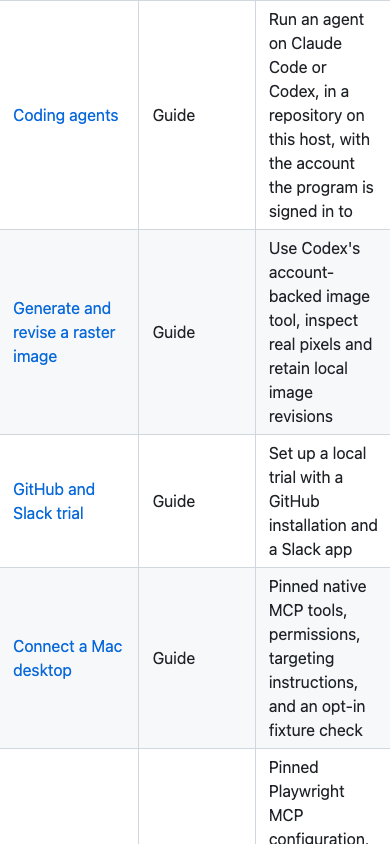 Coding agents
Guide
Run an agent
on Claude
Code or
Codex, in a
repository on
this host, with
the account
the program is
signed in to
Generate and
revise a raster
image
Guide
Use Codex's
account-
backed image
tool, inspect
real pixels and
retain local
image
revisions
GitHub and
Slack trial
Guide
Set up a local
trial with a
GitHub
installation and
a Slack app
Connect a Mac
desktop
Guide
Pinned native
MCP tools,
permissions,
targeting
instructions,
and an opt-in
fixture check
Pinned
Playwright
MCP
configuration,